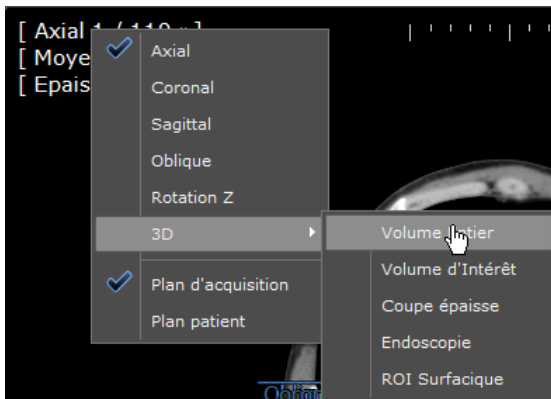 [ Axial
[ Moye
[ Epais
Axial
Coronal
Sagittal
Oblique
Rotation Z
3D
Plan d'acquisition
Plan patient
Volume
Volume d'Intérêt
Coupe épaisse
Endoscopie
ROI Surfacique